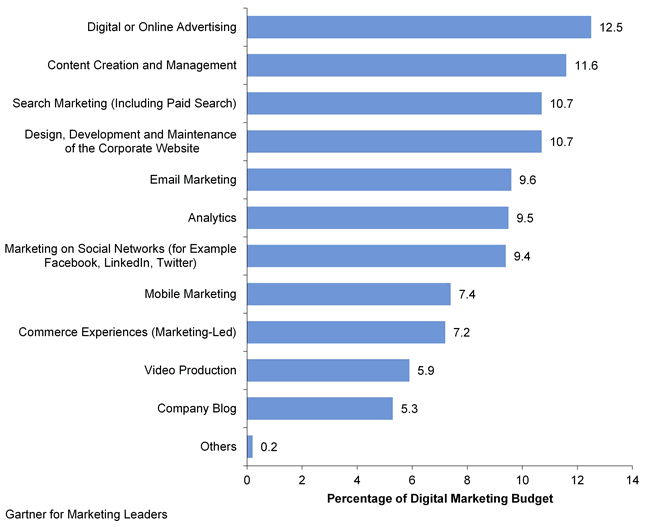 Digital or Online Advertising
12.5
Content Creation and Management
11.6
Search Marketing (Including Paid Search)
10.7
Design, Development and Maintenance
of the Corporate Website
10.7
Email Marketing
9.6
Analytics
9.5
Marketing on Social Networks (for Example
Facebook, LinkedIn, Twitter)
9.4
Mobile Marketing
7.4
Commerce Experiences (Marketing-Led)
7.2
Video Production
5.9
Company Blog
5.3
Others
0.2
0 2 4 6 8 10 12 14
Percentage of Digital Marketing Budget
Gartner for Marketing Leaders